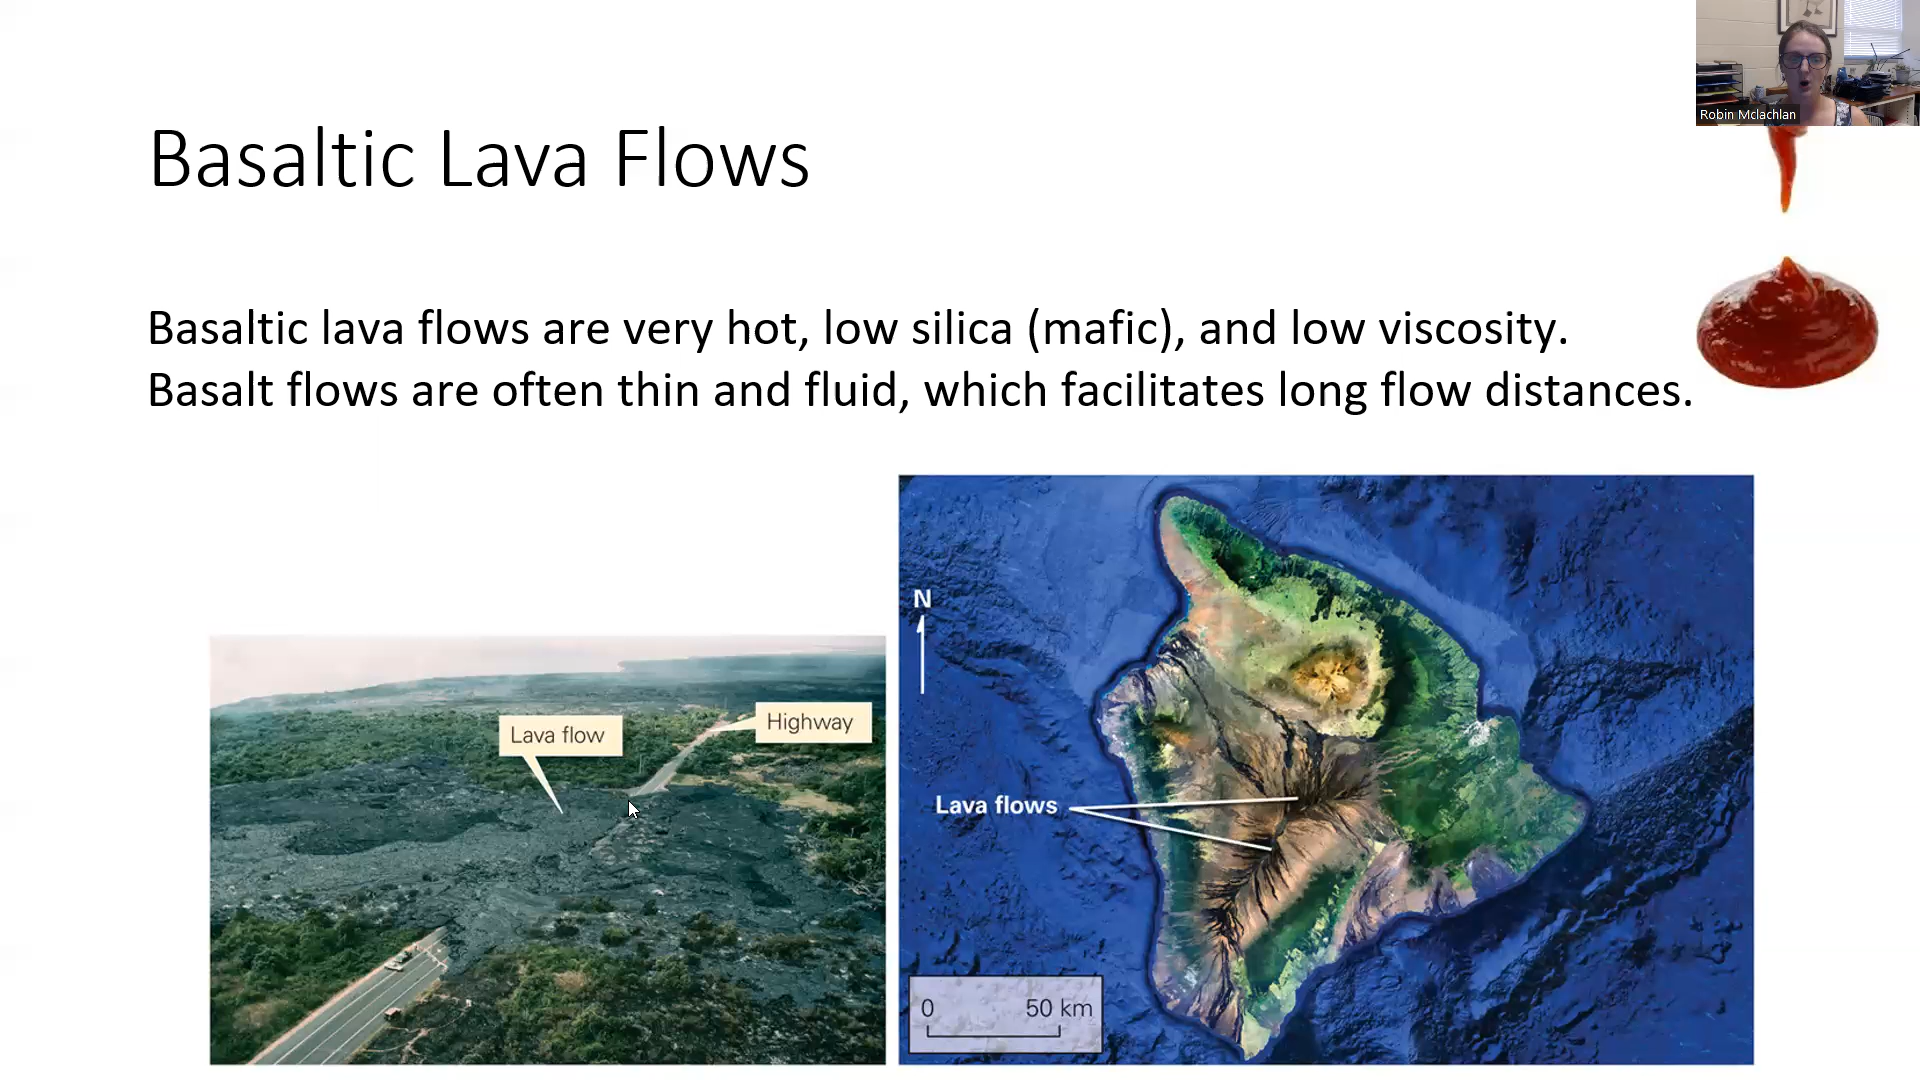 Robin Mclachlan
Basaltic Lava Flows
Basaltic lava flows are very hot, low silica (mafic), and low viscosity.
Basalt flows are often thin and fluid, which facilitates long flow distances.
Lava flow
Highway
N
Lava flows
0 50 km